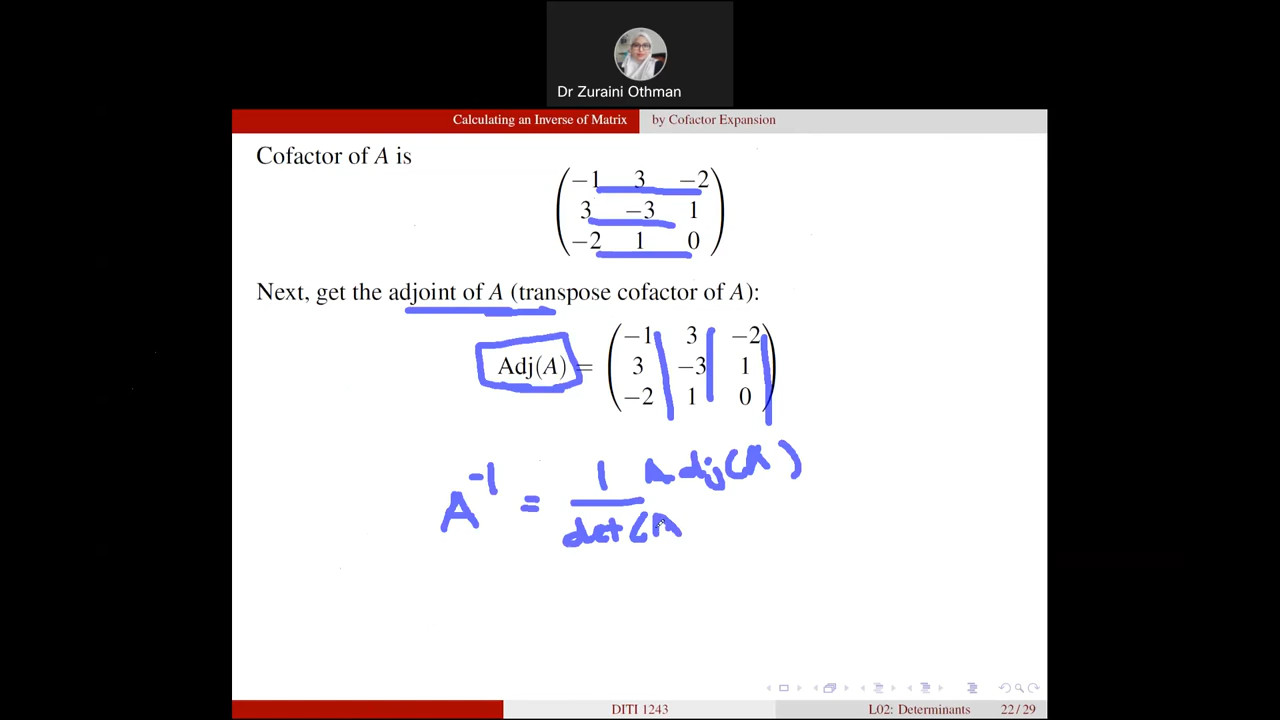 Dr Zuraini Othman
Calculating an Inverse of Matrix by Cofactor Expansion
Cofactor of A is
−1 3 −2
3 −3 1
−2 1 0
Next, get the adjoint of A (transpose cofactor of A):
Adj(A) =
−1 3 −2
3 −3 1
−2 1 0
A⁻¹ = 1 Adj(A)
det(A
DITI 1243 L02: Determinants 22 / 29